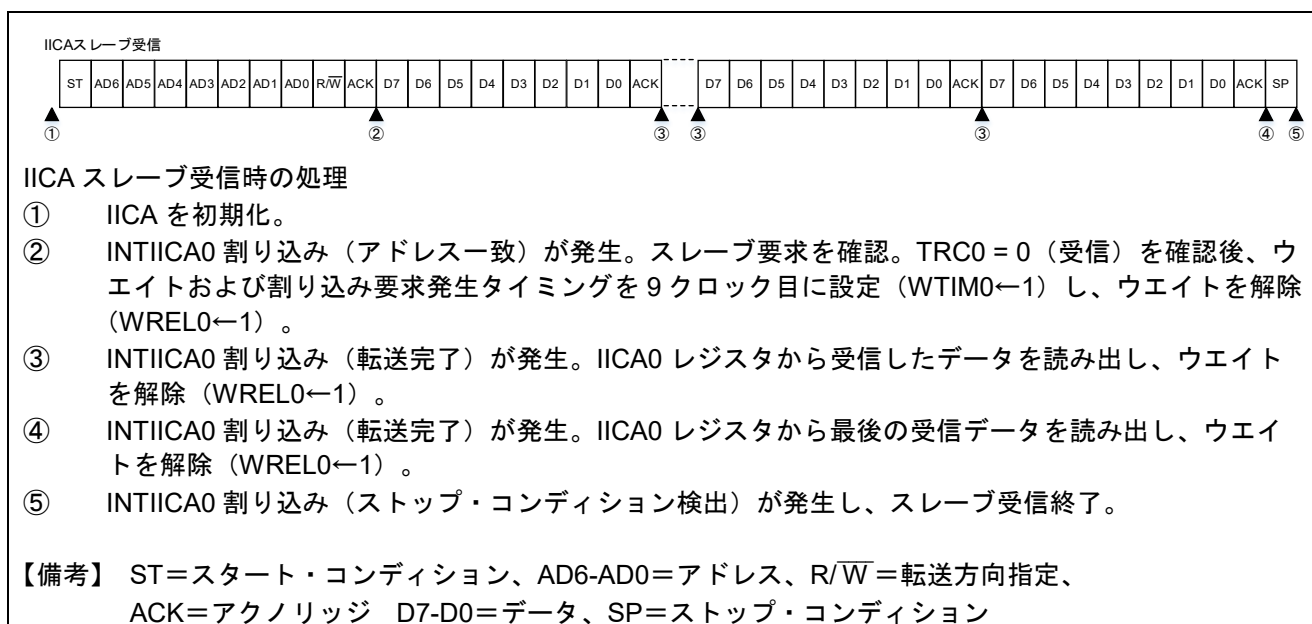 IICAスレーブ受信
ST AD6 AD5 AD4 AD3 AD2 AD1 AD0 R/W̅ ACK D7 D6 D5 D4 D3 D2 D1 D0 ACK D7 D6 D5 D4 D3 D2 D1 D0 ACK D7 D6 D5 D4 D3 D2 D1 D0 ACK SP
① ② ③ ③ ③ ④ ⑤
IICA スレーブ受信時の処理
① IICA を初期化。
② INTIICA0 割り込み（アドレス一致）が発生。スレーブ要求を確認。TRC0 = 0（受信）を確認後、ウ
エイトおよび割り込み要求発生タイミングを 9 クロック目に設定（WTIM0←1）し、ウエイトを解除
（WREL0←1）。
③ INTIICA0 割り込み（転送完了）が発生。IICA0 レジスタから受信したデータを読み出し、ウエイト
を解除（WREL0←1）。
④ INTIICA0 割り込み（転送完了）が発生。IICA0 レジスタから最後の受信データを読み出し、ウエイ
トを解除（WREL0←1）。
⑤ INTIICA0 割り込み（ストップ・コンディション検出）が発生し、スレーブ受信終了。
【備考】 ST＝スタート・コンディション、AD6-AD0＝アドレス、R/W̅＝転送方向指定、
ACK＝アクノリッジ D7-D0＝データ、SP＝ストップ・コンディション